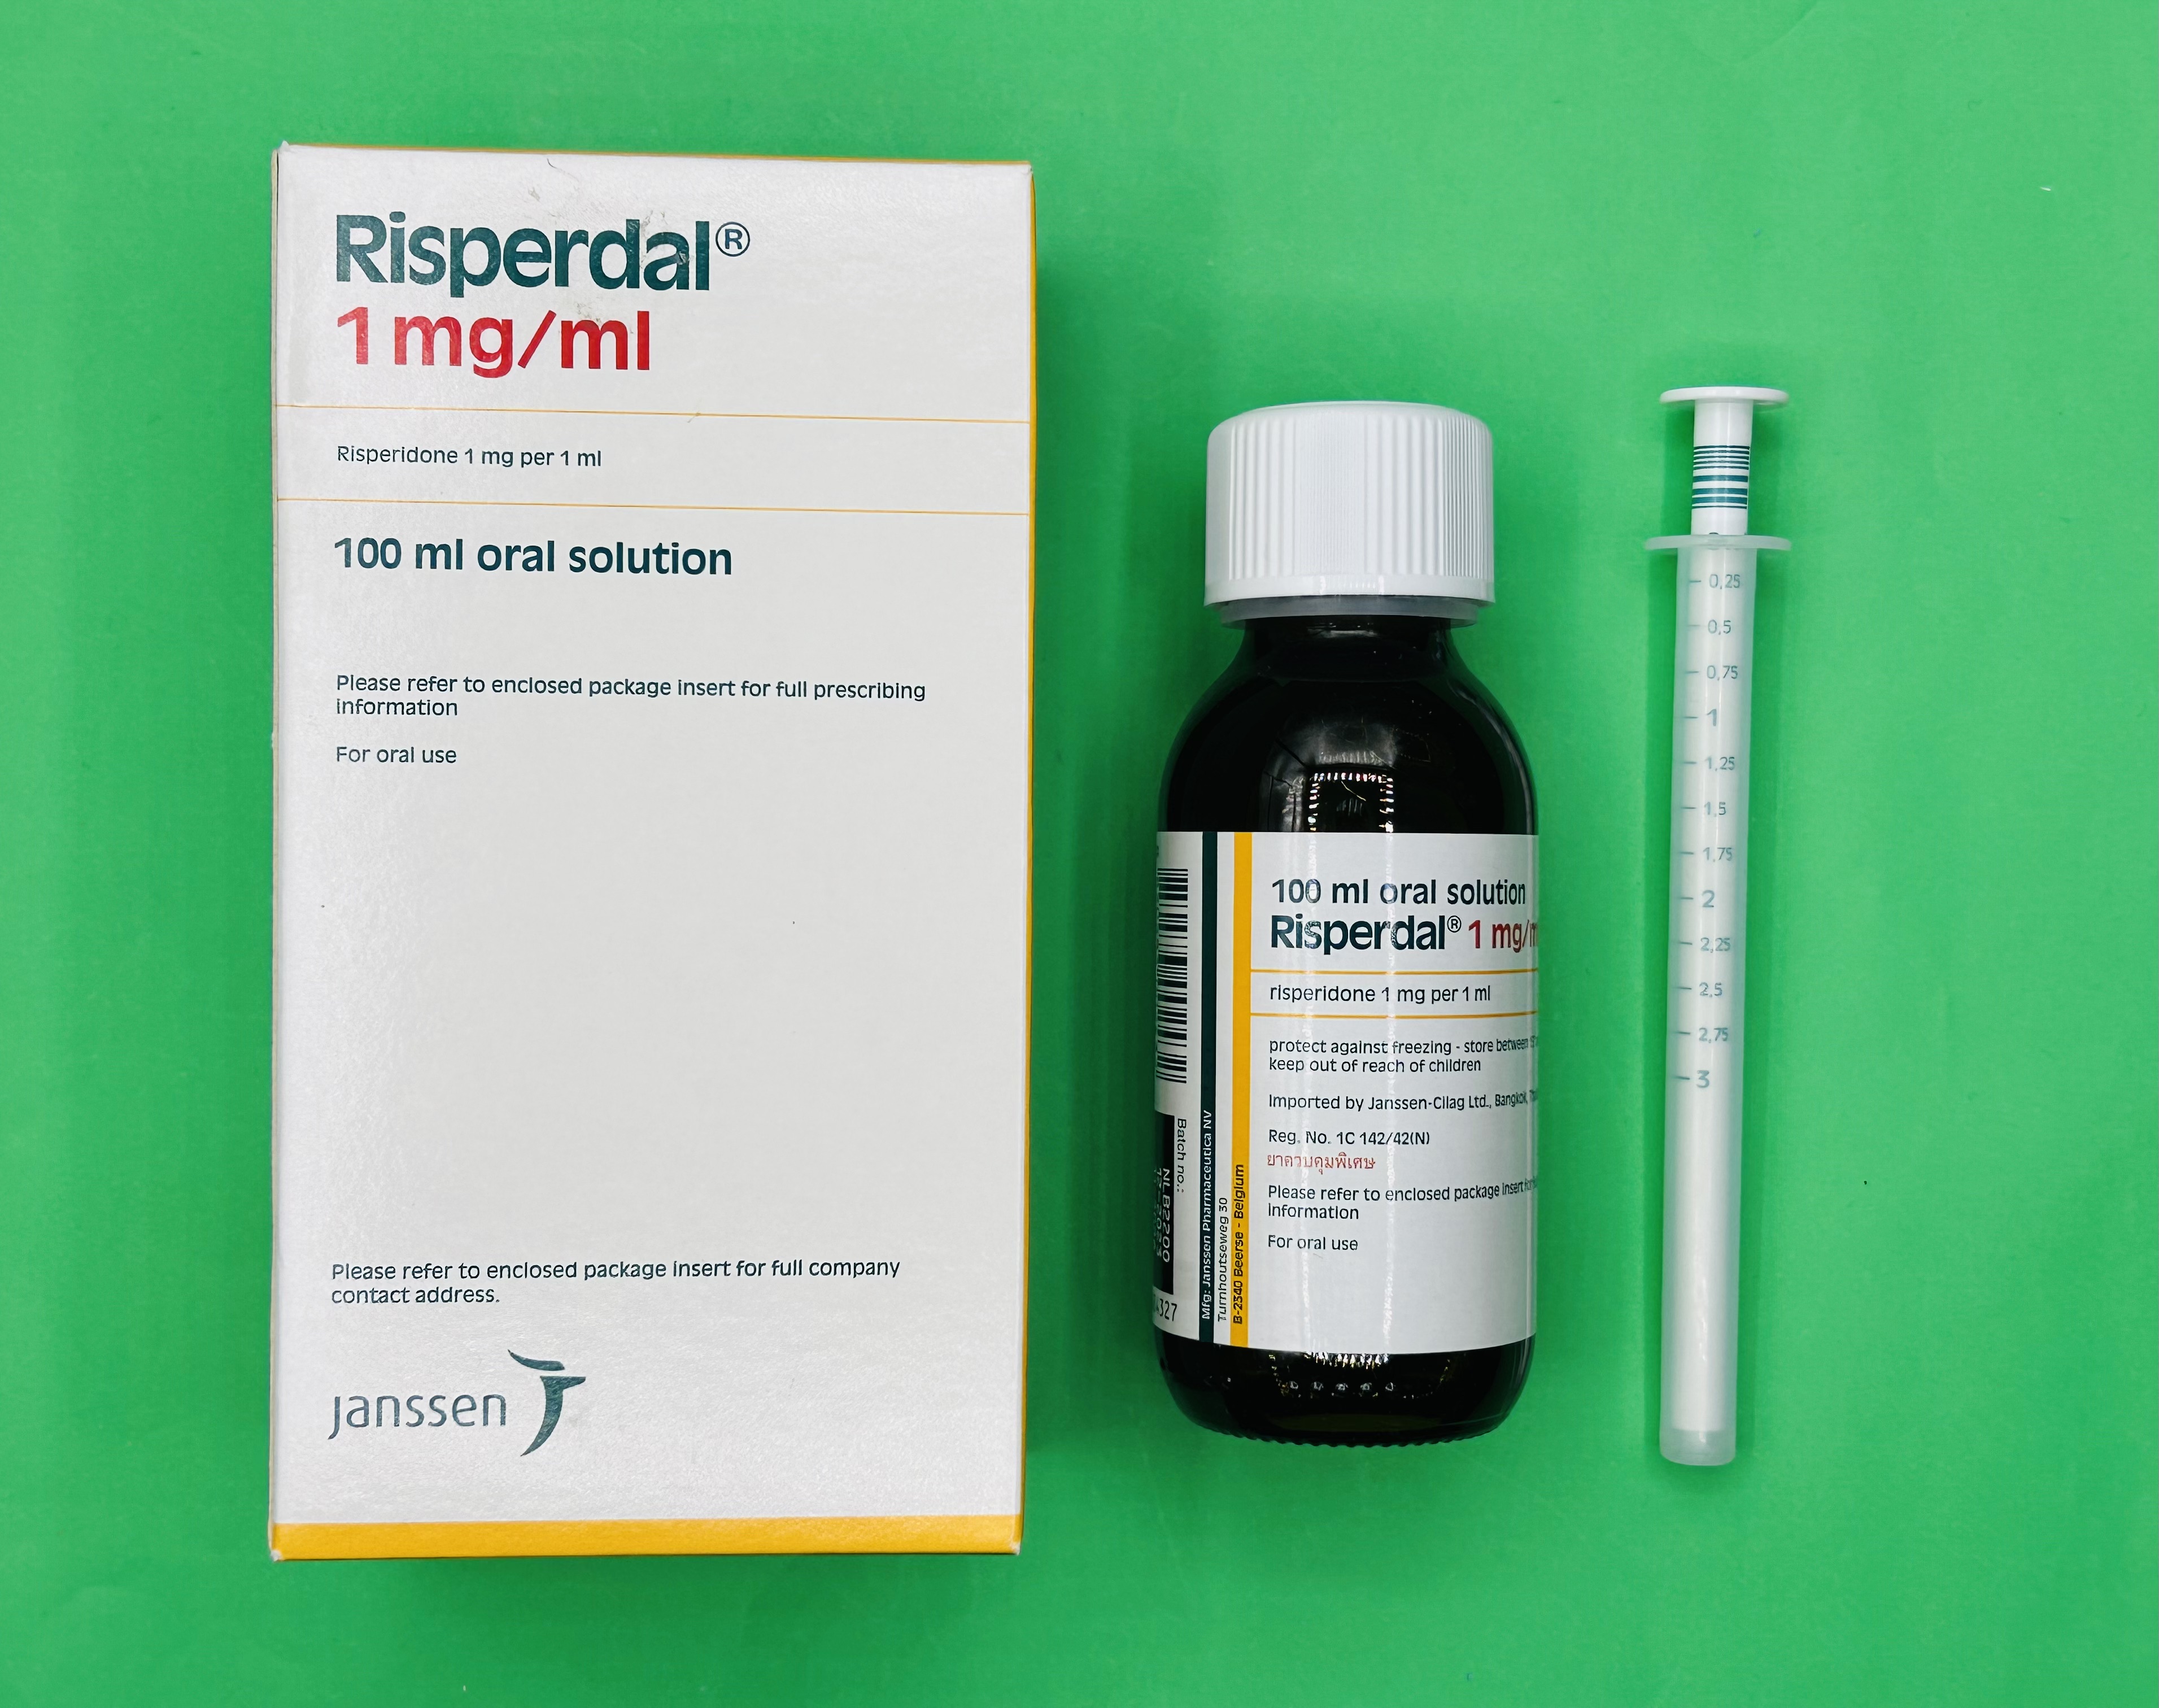 Risperdal®
1 mg/ml
Risperidone 1 mg per 1 ml
100 ml oral solution
Please refer to enclosed package insert for full prescribing
information
For oral use
Please refer to enclosed package insert for full company
contact address.
janssen
100 ml oral solution
Risperdal® 1 mg/m
risperidone 1 mg per 1 ml
protect against freezing - store between
keep out of reach of children
Imported by Janssen-Cilag Ltd., Bangkok,
Reg. No. 1C 142/42(N)
ยาควบคุมพิเศษ
Please refer to enclosed package insert
information
For oral use
Mfg: Janssen Pharmaceutica NV
Turnhoutseweg 30
B-2340 Beerse - Belgium
Batch no.:
NLB2200
0,25
0,5
0,75
1
1,25
1,5
1,75
2
2,25
2,5
2,75
3